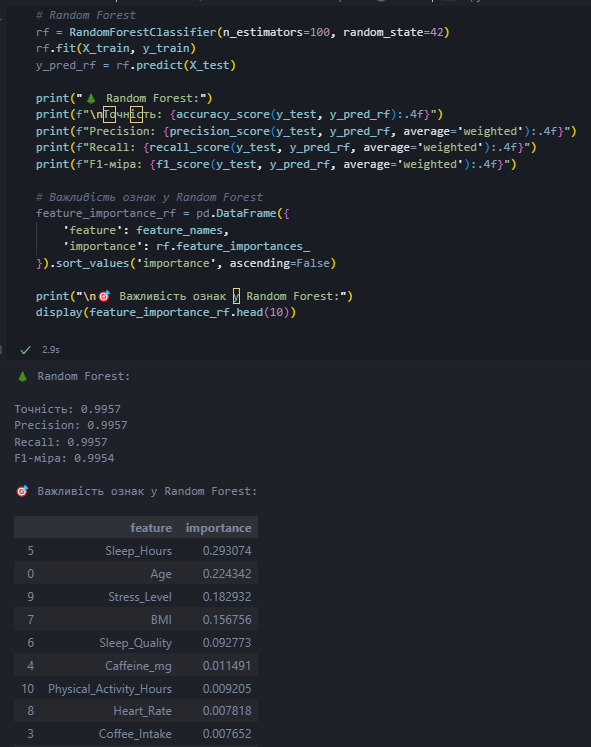 # Random Forest
rf = RandomForestClassifier(n_estimators=100, random_state=42)
rf.fit(X_train, y_train)
y_pred_rf = rf.predict(X_test)
print("🌲 Random Forest:")
print(f"\nТочність: {accuracy_score(y_test, y_pred_rf):.4f}")
print(f"Precision: {precision_score(y_test, y_pred_rf, average='weighted'):.4f}")
print(f"Recall: {recall_score(y_test, y_pred_rf, average='weighted'):.4f}")
print(f"F1-міра: {f1_score(y_test, y_pred_rf, average='weighted'):.4f}")
# Важливість ознак у Random Forest
feature_importance_rf = pd.DataFrame({
'feature': feature_names,
'importance': rf.feature_importances_
}).sort_values('importance', ascending=False)
print("\n🎯 Важливість ознак у Random Forest:")
display(feature_importance_rf.head(10))
2.9s
🌲 Random Forest:
Точність: 0.9957
Precision: 0.9957
Recall: 0.9957
F1-міра: 0.9954
🎯 Важливість ознак у Random Forest:
feature importance
5 Sleep_Hours 0.293074
0 Age 0.224342
9 Stress_Level 0.182932
7 BMI 0.156756
6 Sleep_Quality 0.092773
4 Caffeine_mg 0.011491
10 Physical_Activity_Hours 0.009205
8 Heart_Rate 0.007818
3 Coffee_Intake 0.007652